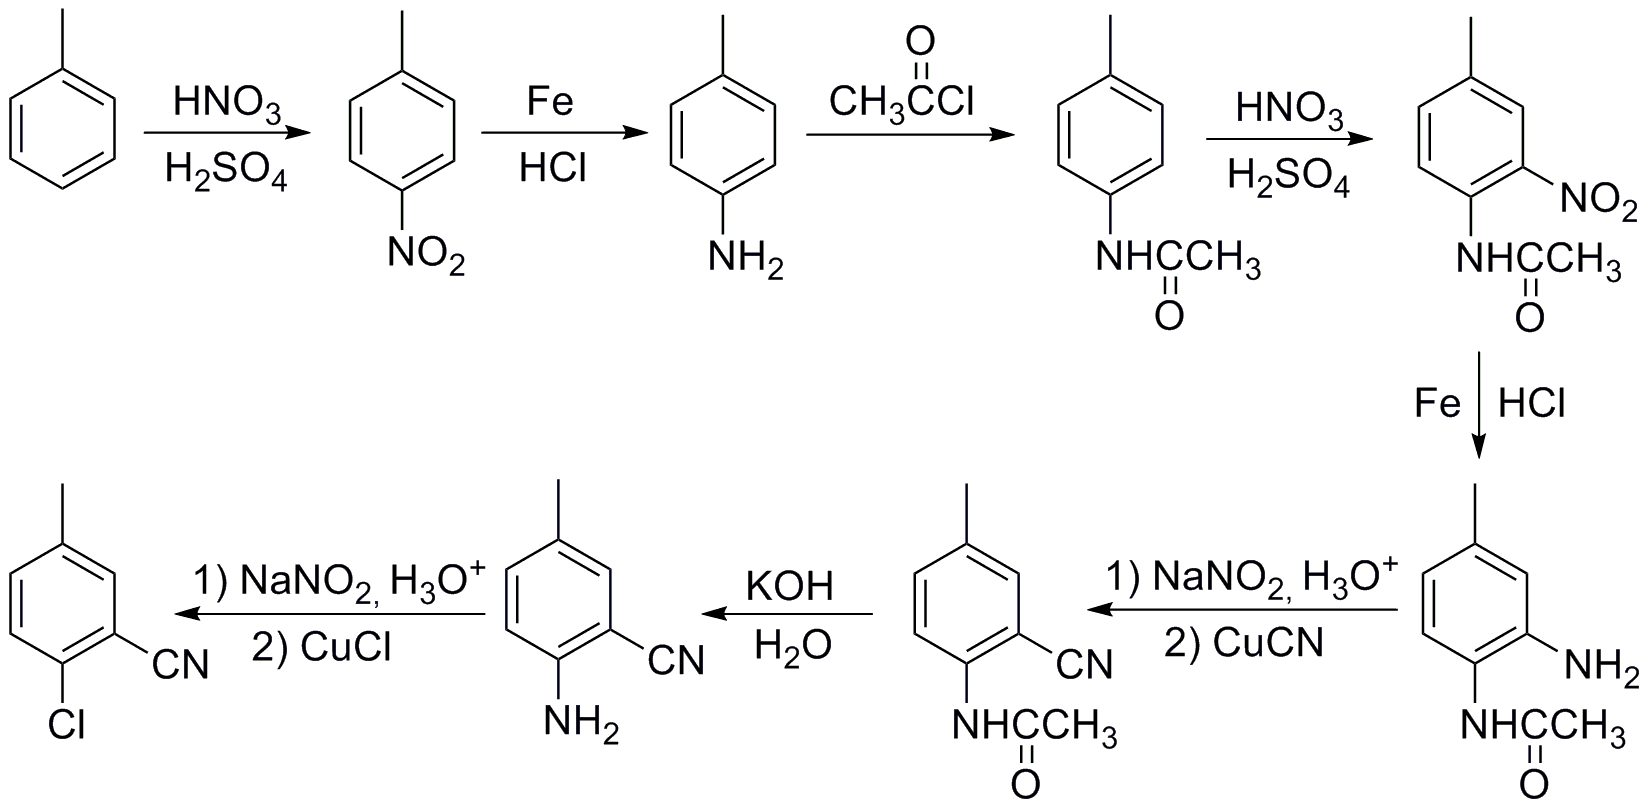 HNO3
H2SO4
NO2
Fe
HCl
NH2
O
CH3CCl
NHCCH3
O
HNO3
H2SO4
NO2
NHCCH3
O
Fe HCl
NH2
NHCCH3
O
1) NaNO2, H3O+
2) CuCN
CN
NHCCH3
O
KOH
H2O
CN
NH2
1) NaNO2, H3O+
2) CuCl
CN
Cl